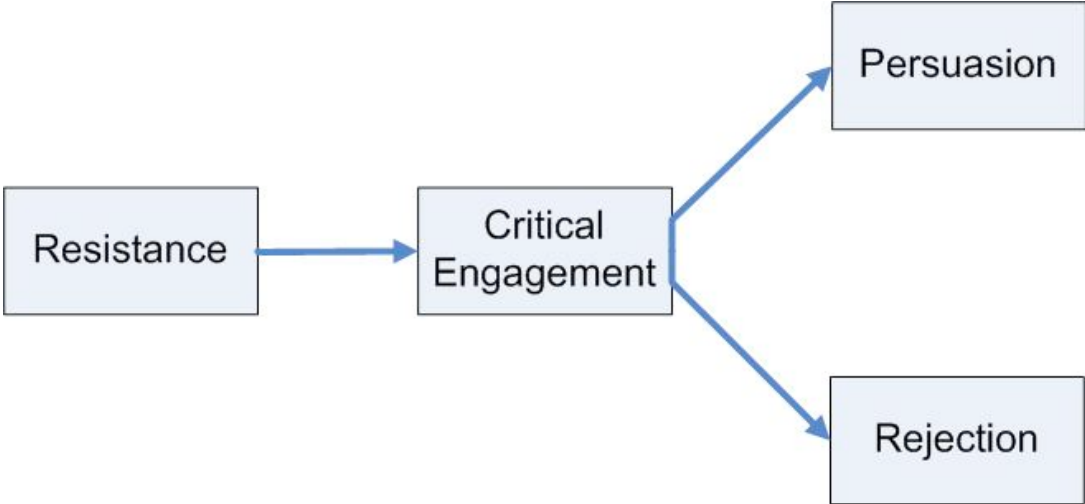 Persuasion
Resistance
Critical
Engagement
Rejection